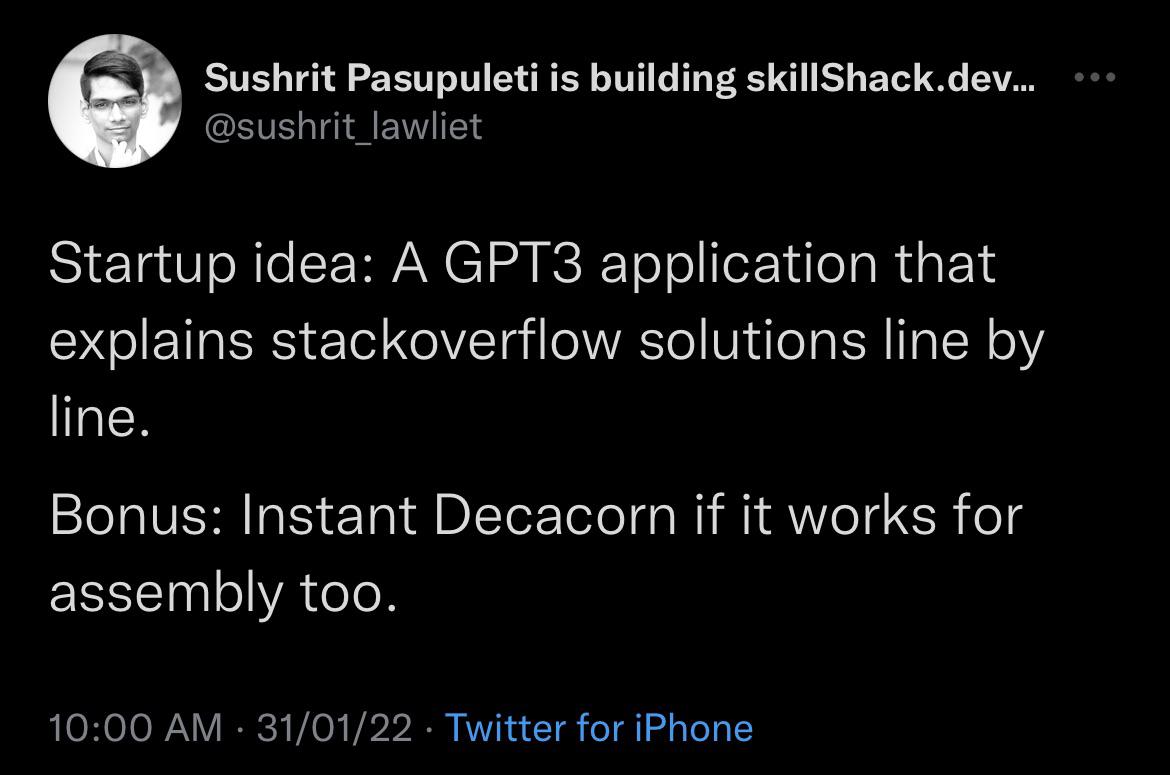 Sushrit Pasupuleti is building skillShack.dev...
@sushrit_lawliet
Startup idea: A GPT3 application that
explains stackoverflow solutions line by
line.
Bonus: Instant Decacorn if it works for
assembly too.
10:00 AM · 31/01/22 · Twitter for iPhone